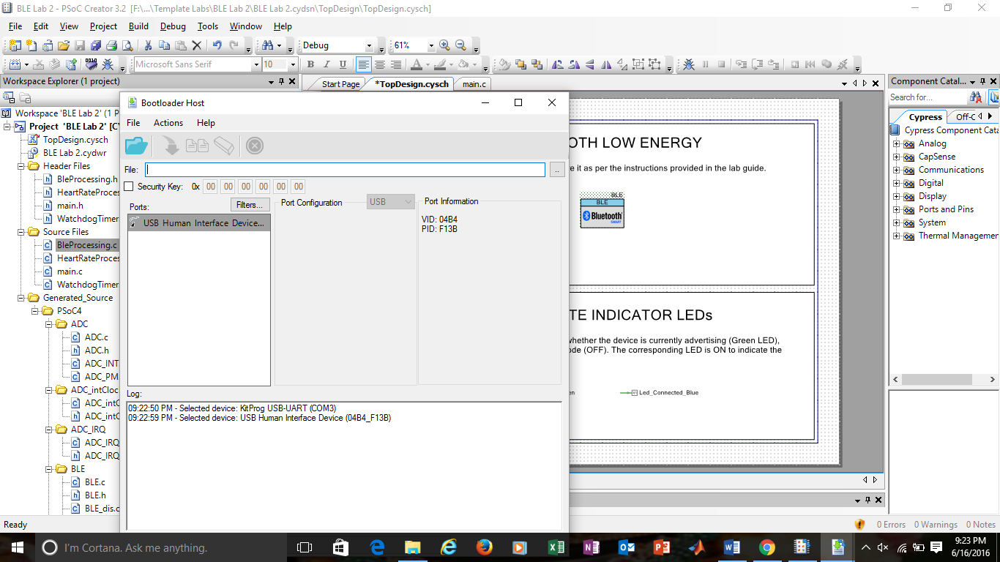 BLE Lab 2 - PSoC Creator 3.2 [F:\...\Template Labs\BLE Lab 2\BLE Lab 2.cydsn\TopDesign\TopDesign.cysch]
File Edit View Project Build Debug Tools Window Help
Debug 61%
Microsoft Sans Serif 10 B I U A
Workspace Explorer (1 project)
Start Page *TopDesign.cysch main.c
Component Catal...
Search for...
Workspace 'BLE Lab 2' (1 P
Project 'BLE Lab 2' [CY
TopDesign.cysch
BLE Lab 2.cydwr
Header Files
BleProcessing.h
HeartRateProces
main.h
WatchdogTimer
Source Files
BleProcessing.c
HeartRateProces
main.c
WatchdogTimer
Generated_Source
PSoC4
ADC
ADC.c
ADC.h
ADC_INT
ADC_PM
ADC_intCloc
ADC_intC
ADC_intC
ADC_IRQ
ADC_IRQ
ADC_IRQ
BLE
BLE.c
BLE.h
BLE_dis.c
Bootloader Host
File Actions Help
File: ..
Security Key: 0x 00 00 00 00 00 00
Ports: Filters...
USB Human Interface Device...
Port Configuration USB
Port Information
VID: 04B4
PID: F13B
Log:
09:22:50 PM - Selected device: KitProg USB-UART (COM3)
09:22:59 PM - Selected device: USB Human Interface Device (04B4_F13B)
OTH LOW ENERGY
e it as per the instructions provided in the lab guide.
BLE
BLE
Bluetooth
SMART
TE INDICATOR LEDs
whether the device is currently advertising (Green LED),
ode (OFF). The corresponding LED is ON to indicate the
en Led_Connected_Blue
Cypress Off-C
Cypress Component Cata
Analog
CapSense
Communications
Digital
Display
Ports and Pins
System
Thermal Managemen
Ready 0 Errors 0 Warnings 0 Notes
I'm Cortana. Ask me anything.
9:23 PM
6/16/2016